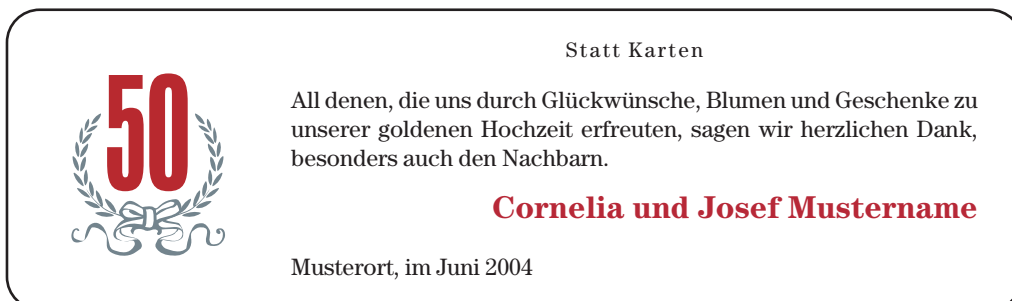 Statt Karten
50
All denen, die uns durch Glückwünsche, Blumen und Geschenke zu
unserer goldenen Hochzeit erfreuten, sagen wir herzlichen Dank,
besonders auch den Nachbarn.
Cornelia und Josef Mustername
Musterort, im Juni 2004